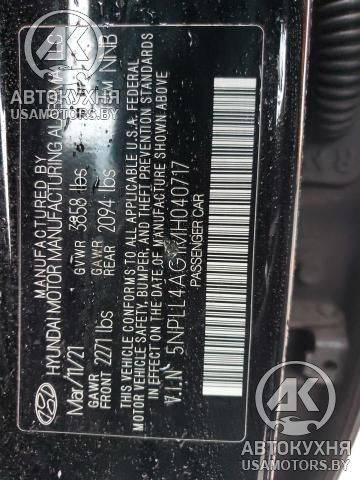 MANUFACTURED BY
HYUNDAI MOTOR MANUFACTURING
Mar/11/21 GVWR 3858 lbs
GAWR FRONT 2271 lbs GAWR REAR 2094 lbs
THIS VEHICLE CONFORMS TO ALL APPLICABLE U.S.A. FEDERAL
MOTOR VEHICLE SAFETY, BUMPER, AND THEFT PREVENTION STANDARDS
IN EFFECT ON THE DATE OF MANUFACTURE SHOWN ABOVE
V.I.N
PASSENGER CAR
NNB
АВТОКУХНЯ
USAMOTORS.BY
АВТОКУХНЯ
USAMOTORS.BY